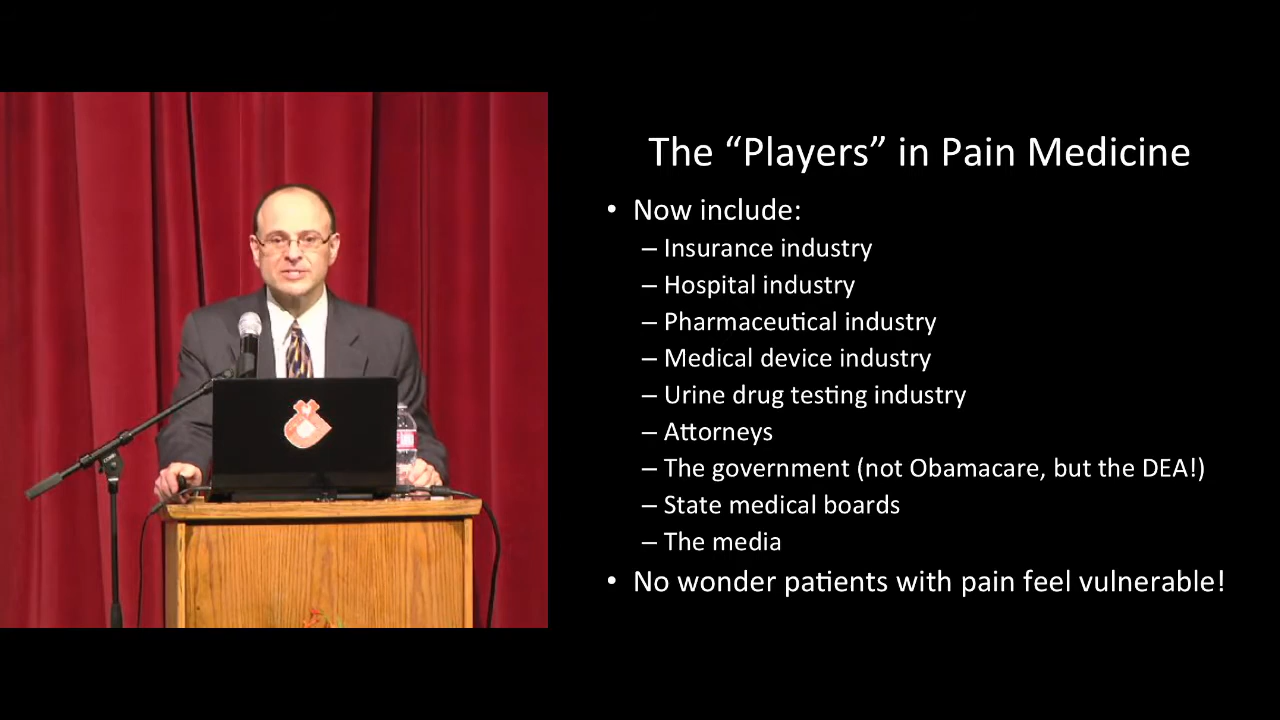 The “Players” in Pain Medicine
• Now include:
– Insurance industry
– Hospital industry
– Pharmaceutical industry
– Medical device industry
– Urine drug testing industry
– Attorneys
– The government (not Obamacare, but the DEA!)
– State medical boards
– The media
• No wonder patients with pain feel vulnerable!